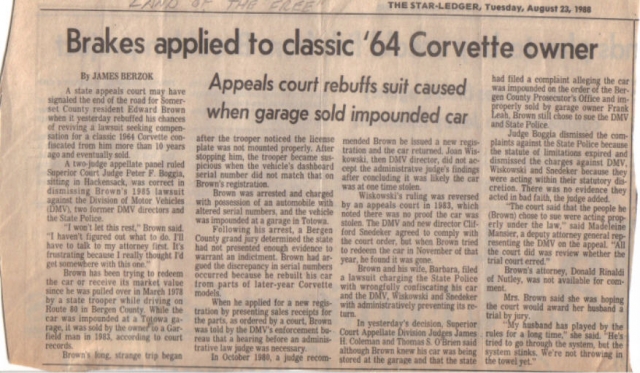 LAND OF THE FREE
THE STAR-LEDGER, Tuesday, August 23, 1988
Brakes applied to classic '64 Corvette owner
Appeals court rebuffs suit caused
when garage sold impounded car
By JAMES BERZOK
A state appeals court may have
signaled the end of the road for Somer-
set County resident Edward Brown
when it yesterday rebuffed his chances
of reviving a lawsuit seeking compen-
sation for a classic 1964 Corvette con-
fiscated from him more than 10 years
ago and eventually sold.
A two-judge appellate panel ruled
Superior Court Judge Peter F. Boggia,
sitting in Hackensack, was correct in
dismissing Brown's 1985 lawsuit
against the Division of Motor Vehicles
(DMV), two former DMV directors and
the State Police.
"I won't let this rest," Brown said.
"I haven't figured out what to do. I'll
have to talk to my attorney first. It's
frustrating because I really thought I'd
get somewhere with this one."
Brown has been trying to redeem
the car or receive its market value
since he was pulled over in March 1978
by a state trooper while driving on
Route 80 in Bergen County. While the
car was impounded at a Totowa ga-
rage, it was sold by the owner to a Gar-
field man in 1983, according to court
records.
Brown's long, strange trip began
after the trooper noticed the license
plate was not mounted properly. After
stopping him, the trooper became sus-
picious when the vehicle's dashboard
serial number did not match that on
Brown's registration.
Brown was arrested and charged
with possession of an automobile with
altered serial numbers, and the vehicle
was impounded at a garage in Totowa.
Following his arrest, a Bergen
County grand jury determined the state
had not presented enough evidence to
warrant an indictment. Brown had ar-
gued the discrepancy in serial numbers
occurred because he rebuilt his car
from parts of later-year Corvette
models.
When he applied for a new regis-
tration by presenting sales receipts for
the parts, as ordered by a court, Brown
was told by the DMV's enforcement bu-
reau that a hearing before an adminis-
trative law judge was necessary.
In October 1980, a judge recom-
mended Brown be issued a new regis-
tration and the car returned. Joan Wis-
kowski, then DMV director, did not ac-
cept the administrative judge's findings
after concluding it was likely the car
was at one time stolen.
Wiskowski's ruling was reversed
by an appeals court in 1983, which
noted there was no proof the car was
stolen. The DMV and new director Clif-
ford Snedeker agreed to comply with
the court order, but when Brown tried
to redeem the car in November of that
year, he found it was gone.
Brown and his wife, Barbara, filed
a lawsuit charging the State Police
with wrongfully confiscating his car
and the DMV, Wiskowski and Snedeker
with administratively preventing its re-
turn.
In yesterday's decision, Superior
Court Appellate Division Judges James
H. Coleman and Thomas S. O'Brien said
although Brown knew his car was being
stored at the garage and that the state
had filed a complaint alleging the car
was impounded on the order of the Ber-
gen County Prosecutor's Office and im-
properly sold by garage owner Frank
Leah, Brown still chose to sue the DMV
and State Police.
Judge Boggia dismissed the com-
plaints against the State Police because
the statute of limitations expired and
dismissed the charges against DMV,
Wiskowski and Snedeker because they
were acting within their statutory dis-
cretion. There was no evidence they
acted in bad faith, the judge added.
"The court said that the people he
(Brown) chose to sue were acting prop-
erly under the law," said Madeleine
Mansier, a deputy attorney general rep-
resenting the DMV on the appeal. "All
the court did was review whether the
trial court erred."
Brown's attorney, Donald Rinaldi
of Nutley, was not available for com-
ment.
Mrs. Brown said she was hoping
the court would award her husband a
trial by jury.
"My husband has played by the
rules for a long time," she said. "He's
tried to go through the system, but the
system stinks. We're not throwing in
the towel yet."